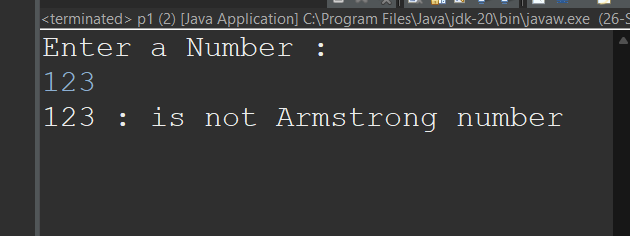 <terminated> p1 (2) [Java Application] C:\Program Files\Java\jdk-20\bin\javaw.exe (26-S
Enter a Number :
123
123 : is not Armstrong number